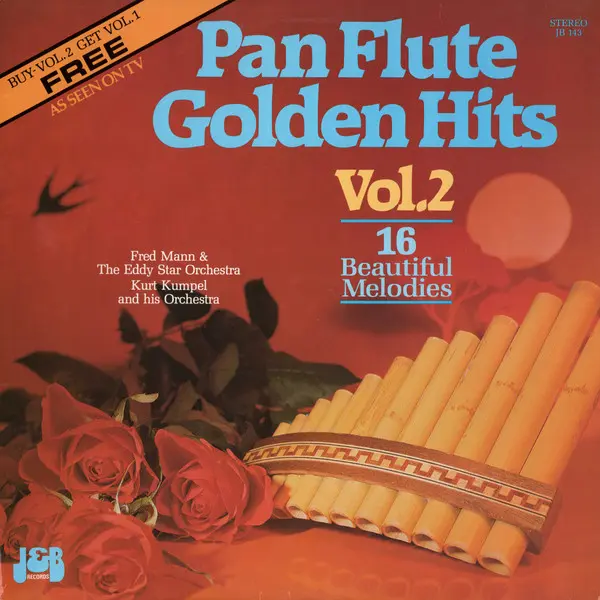 BUY-VOL.2 GET VOL.1
FREE
AS SEEN ON TV
STEREO
JB 143
Pan Flute
Golden Hits
Vol.2
16
Beautiful
Melodies
Fred Mann &
The Eddy Star Orchestra
Kurt Kumpel
and his Orchestra
J&B
RECORDS